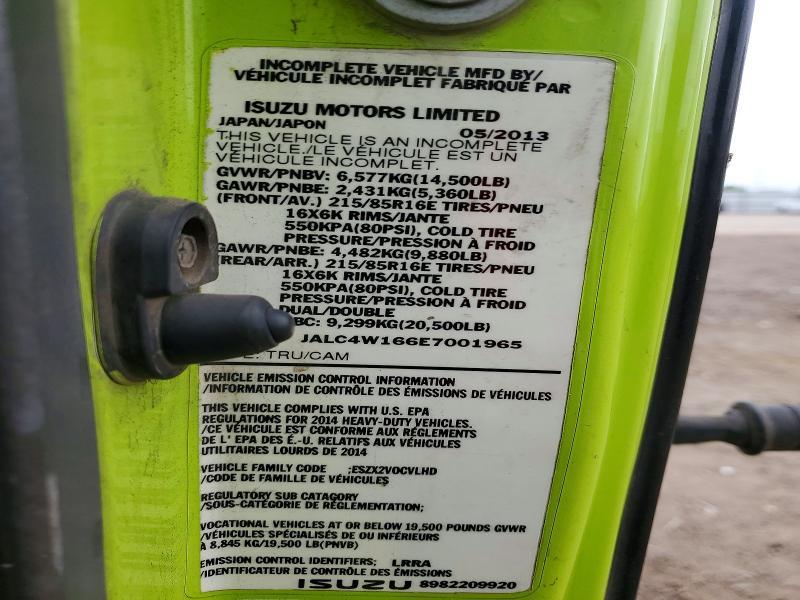 INCOMPLETE VEHICLE MFD BY/
VÉHICULE INCOMPLET FABRIQUÉ PAR
ISUZU MOTORS LIMITED
JAPAN/JAPON 05/2013
THIS VEHICLE IS AN INCOMPLETE
VEHICLE./LE VÉHICULE EST UN
VÉHICULE INCOMPLET.
GVWR/PNBV: 6,577KG(14,500LB)
GAWR/PNBE: 2,431KG(5,360LB)
(FRONT/AV.) 215/85R16E TIRES/PNEU
16X6K RIMS/JANTE
550KPA(80PSI), COLD TIRE
PRESSURE/PRESSION À FROID
GAWR/PNBE: 4,482KG(9,880LB)
(REAR/ARR.) 215/85R16E TIRES/PNEU
16X6K RIMS/JANTE
550KPA(80PSI), COLD TIRE
PRESSURE/PRESSION À FROID
DUAL/DOUBLE
BC: 9,299KG(20,500LB)
JALC4W166E7001965
E: TRU/CAM
VEHICLE EMISSION CONTROL INFORMATION
/INFORMATION DE CONTRÔLE DES ÉMISSIONS DE VÉHICULES
THIS VEHICLE COMPLIES WITH U.S. EPA
REGULATIONS FOR 2014 HEAVY-DUTY VEHICLES.
/CE VÉHICULE EST CONFORME AUX RÈGLEMENTS
DE L' EPA DES É.-U. RELATIFS AUX VÉHICULES
UTILITAIRES LOURDS DE 2014
VEHICLE FAMILY CODE ;ESZX2VOCVLHD
/CODE DE FAMILLE DE VÉHICULES
REGULATORY SUB CATAGORY
/SOUS-CATÉGORIE DE RÉGLEMENTATION;
VOCATIONAL VEHICLES AT OR BELOW 19,500 POUNDS GVWR
/VÉHICULES SPÉCIALISÉS DE OU INFÉRIEURS
À 8,845 KG/19,500 LB(PNVB)
EMISSION CONTROL IDENTIFIERS; LRRA
/IDENTIFICATEUR DE CONTRÔLE DES ÉMISSIONS
ISUZU 8982209920